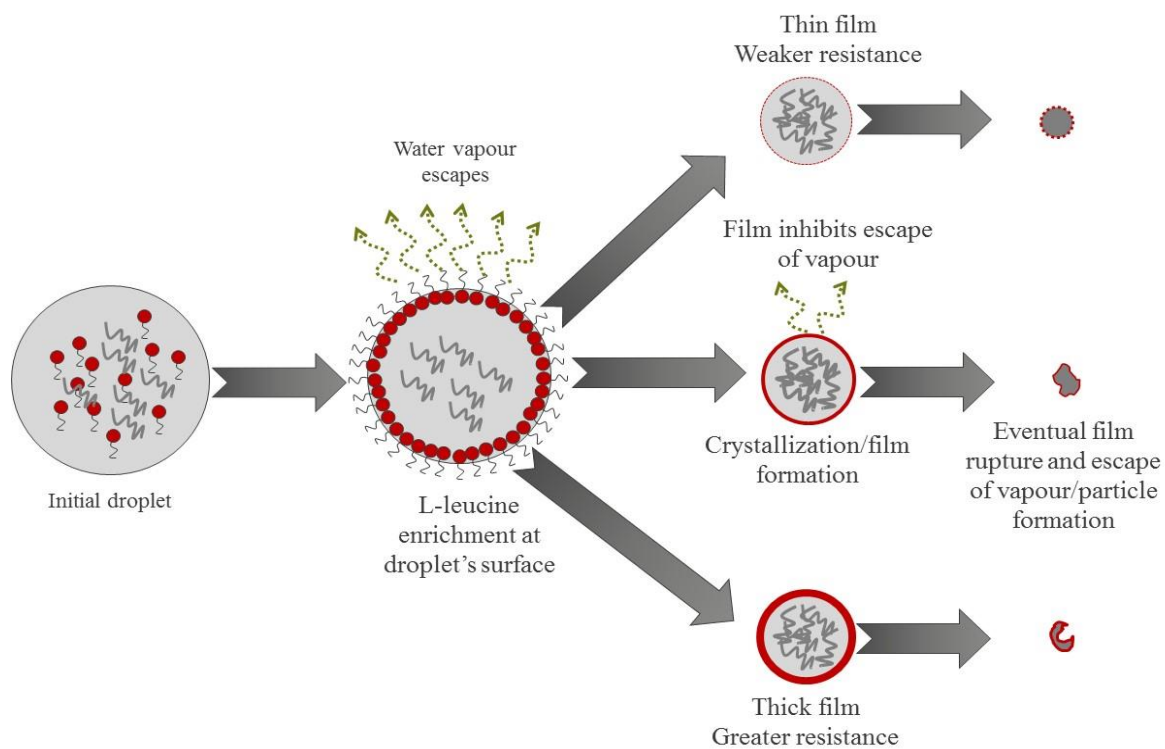 Thin film
Weaker resistance
Water vapour
escapes
Film inhibits escape
of vapour
Initial droplet
L-leucine
enrichment at
droplet's surface
Crystallization/film
formation
Eventual film
rupture and escape
of vapour/particle
formation
Thick film
Greater resistance